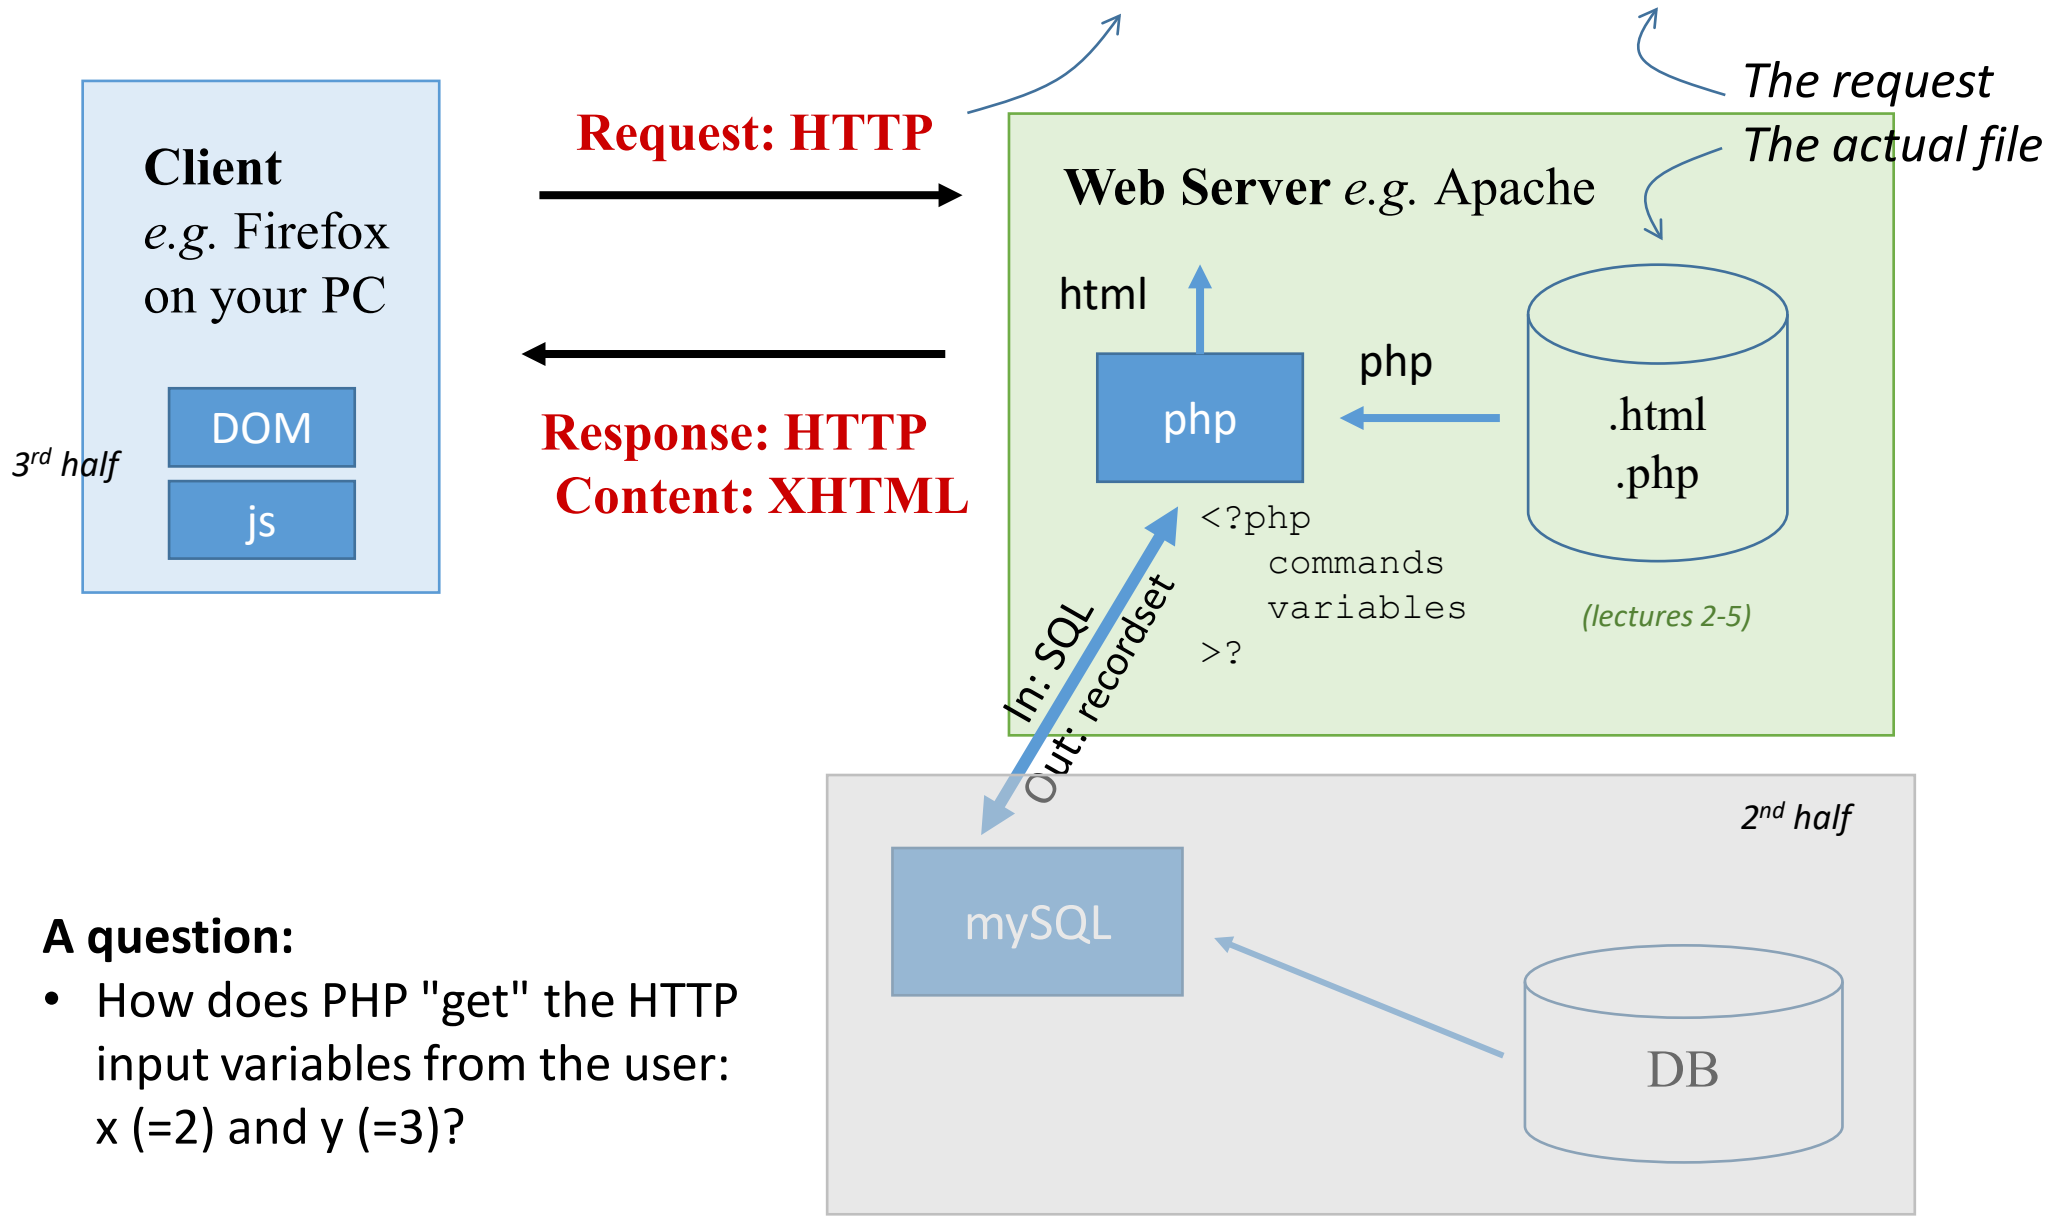 The request
The actual file
Request: HTTP
Client
e.g. Firefox
on your PC
DOM
js
3rd half
Response: HTTP
Content: XHTML
Web Server e.g. Apache
html
php
php
.html
.php
<?php
commands
variables
>?
(lectures 2-5)
In: SQL
Out: recordset
2nd half
mySQL
DB
A question:
• How does PHP "get" the HTTP
input variables from the user:
x (=2) and y (=3)?